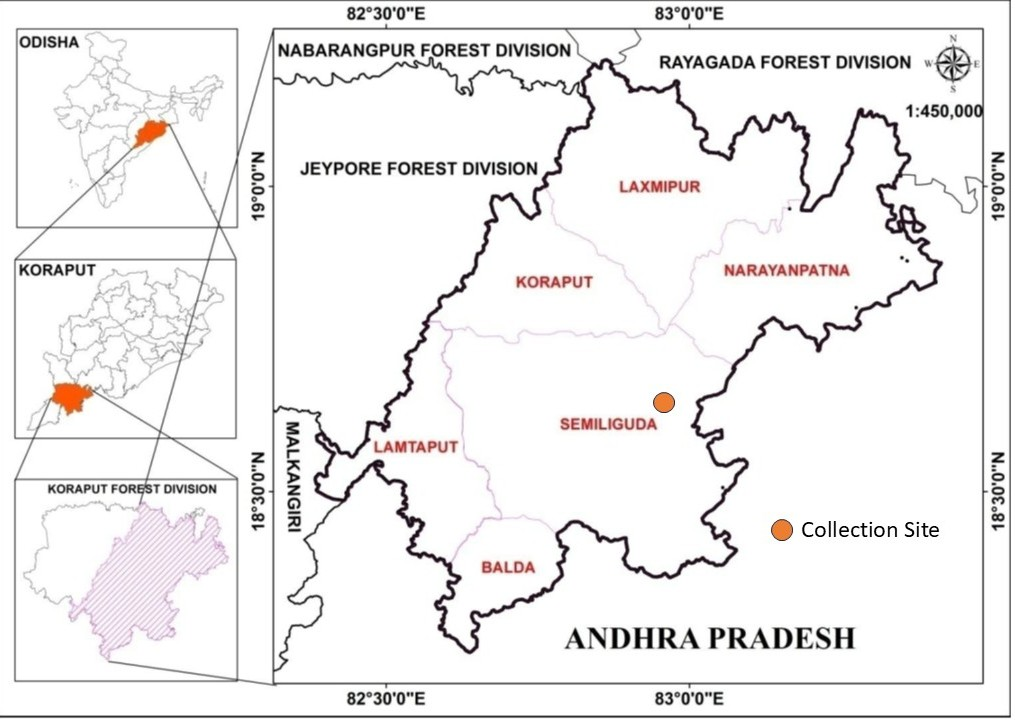 82°30'0"E
83°0'0"E
ODISHA
NABARANGPUR FOREST DIVISION
RAYAGADA FOREST DIVISION
N
W
E
S
1:450,000
JEYPORE FOREST DIVISION
19°0'0"N
19°0'0"N
LAXMIPUR
KORAPUT
KORAPUT
NARAYANPATNA
SEMILIGUDA
MALKANGIRI
LAMTAPUT
KORAPUT FOREST DIVISION
18°30'0"N
18°30'0"N
Collection Site
BALDA
ANDHRA PRADESH
82°30'0"E
83°0'0"E